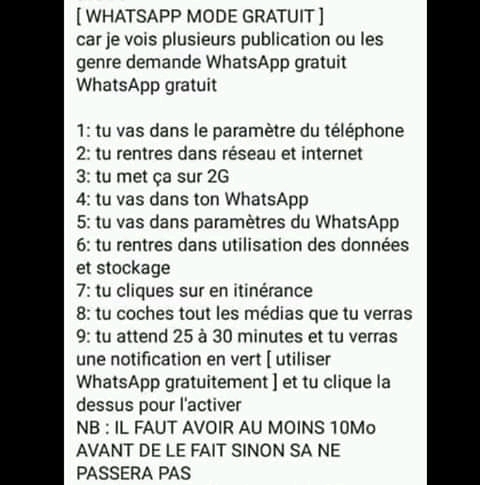 [ WHATSAPP MODE GRATUIT ]
car je vois plusieurs publication ou les
genre demande WhatsApp gratuit
WhatsApp gratuit
1: tu vas dans le paramètre du téléphone
2: tu rentres dans réseau et internet
3: tu met ça sur 2G
4: tu vas dans ton WhatsApp
5: tu vas dans paramètres du WhatsApp
6: tu rentres dans utilisation des données
et stockage
7: tu cliques sur en itinérance
8: tu coches tout les médias que tu verras
9: tu attend 25 à 30 minutes et tu verras
une notification en vert [ utiliser
WhatsApp gratuitement ] et tu clique la
dessus pour l'activer
NB : IL FAUT AVOIR AU MOINS 10Mo
AVANT DE LE FAIT SINON SA NE
PASSERA PAS